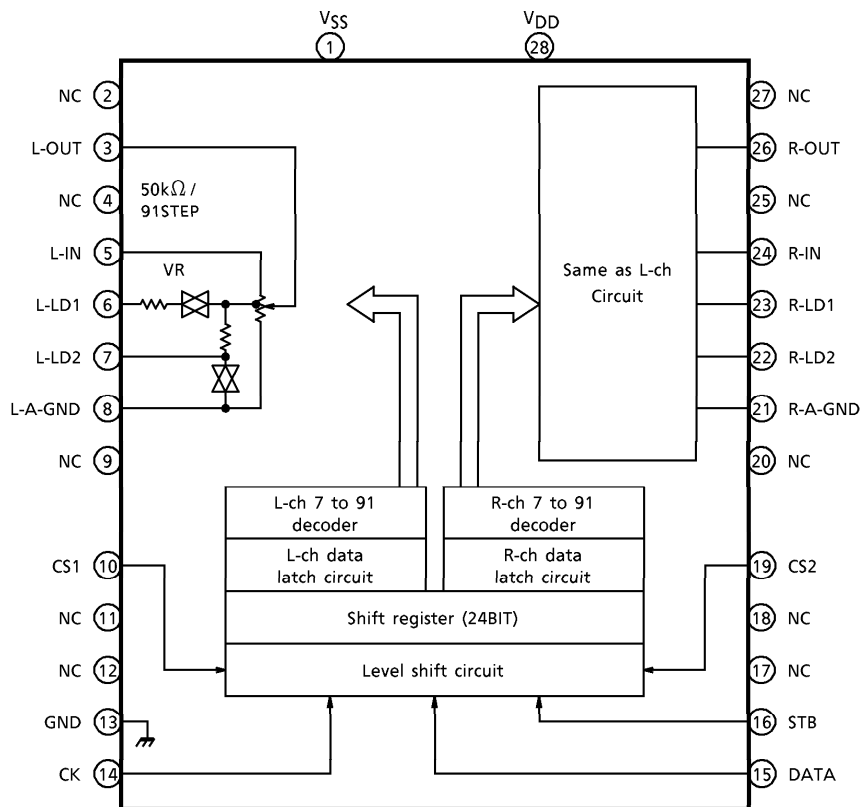 VSS
VDD
1
28
NC 2
27 NC
L-OUT 3
26 R-OUT
NC 4
50kΩ /
91STEP
25 NC
L-IN 5
24 R-IN
VR
Same as L-ch
Circuit
L-LD1 6
23 R-LD1
L-LD2 7
22 R-LD2
L-A-GND 8
21 R-A-GND
NC 9
20 NC
L-ch 7 to 91
decoder
R-ch 7 to 91
decoder
L-ch data
latch circuit
R-ch data
latch circuit
CS1 10
19 CS2
NC 11
Shift register (24BIT)
18 NC
NC 12
Level shift circuit
17 NC
GND 13
16 STB
CK 14
15 DATA